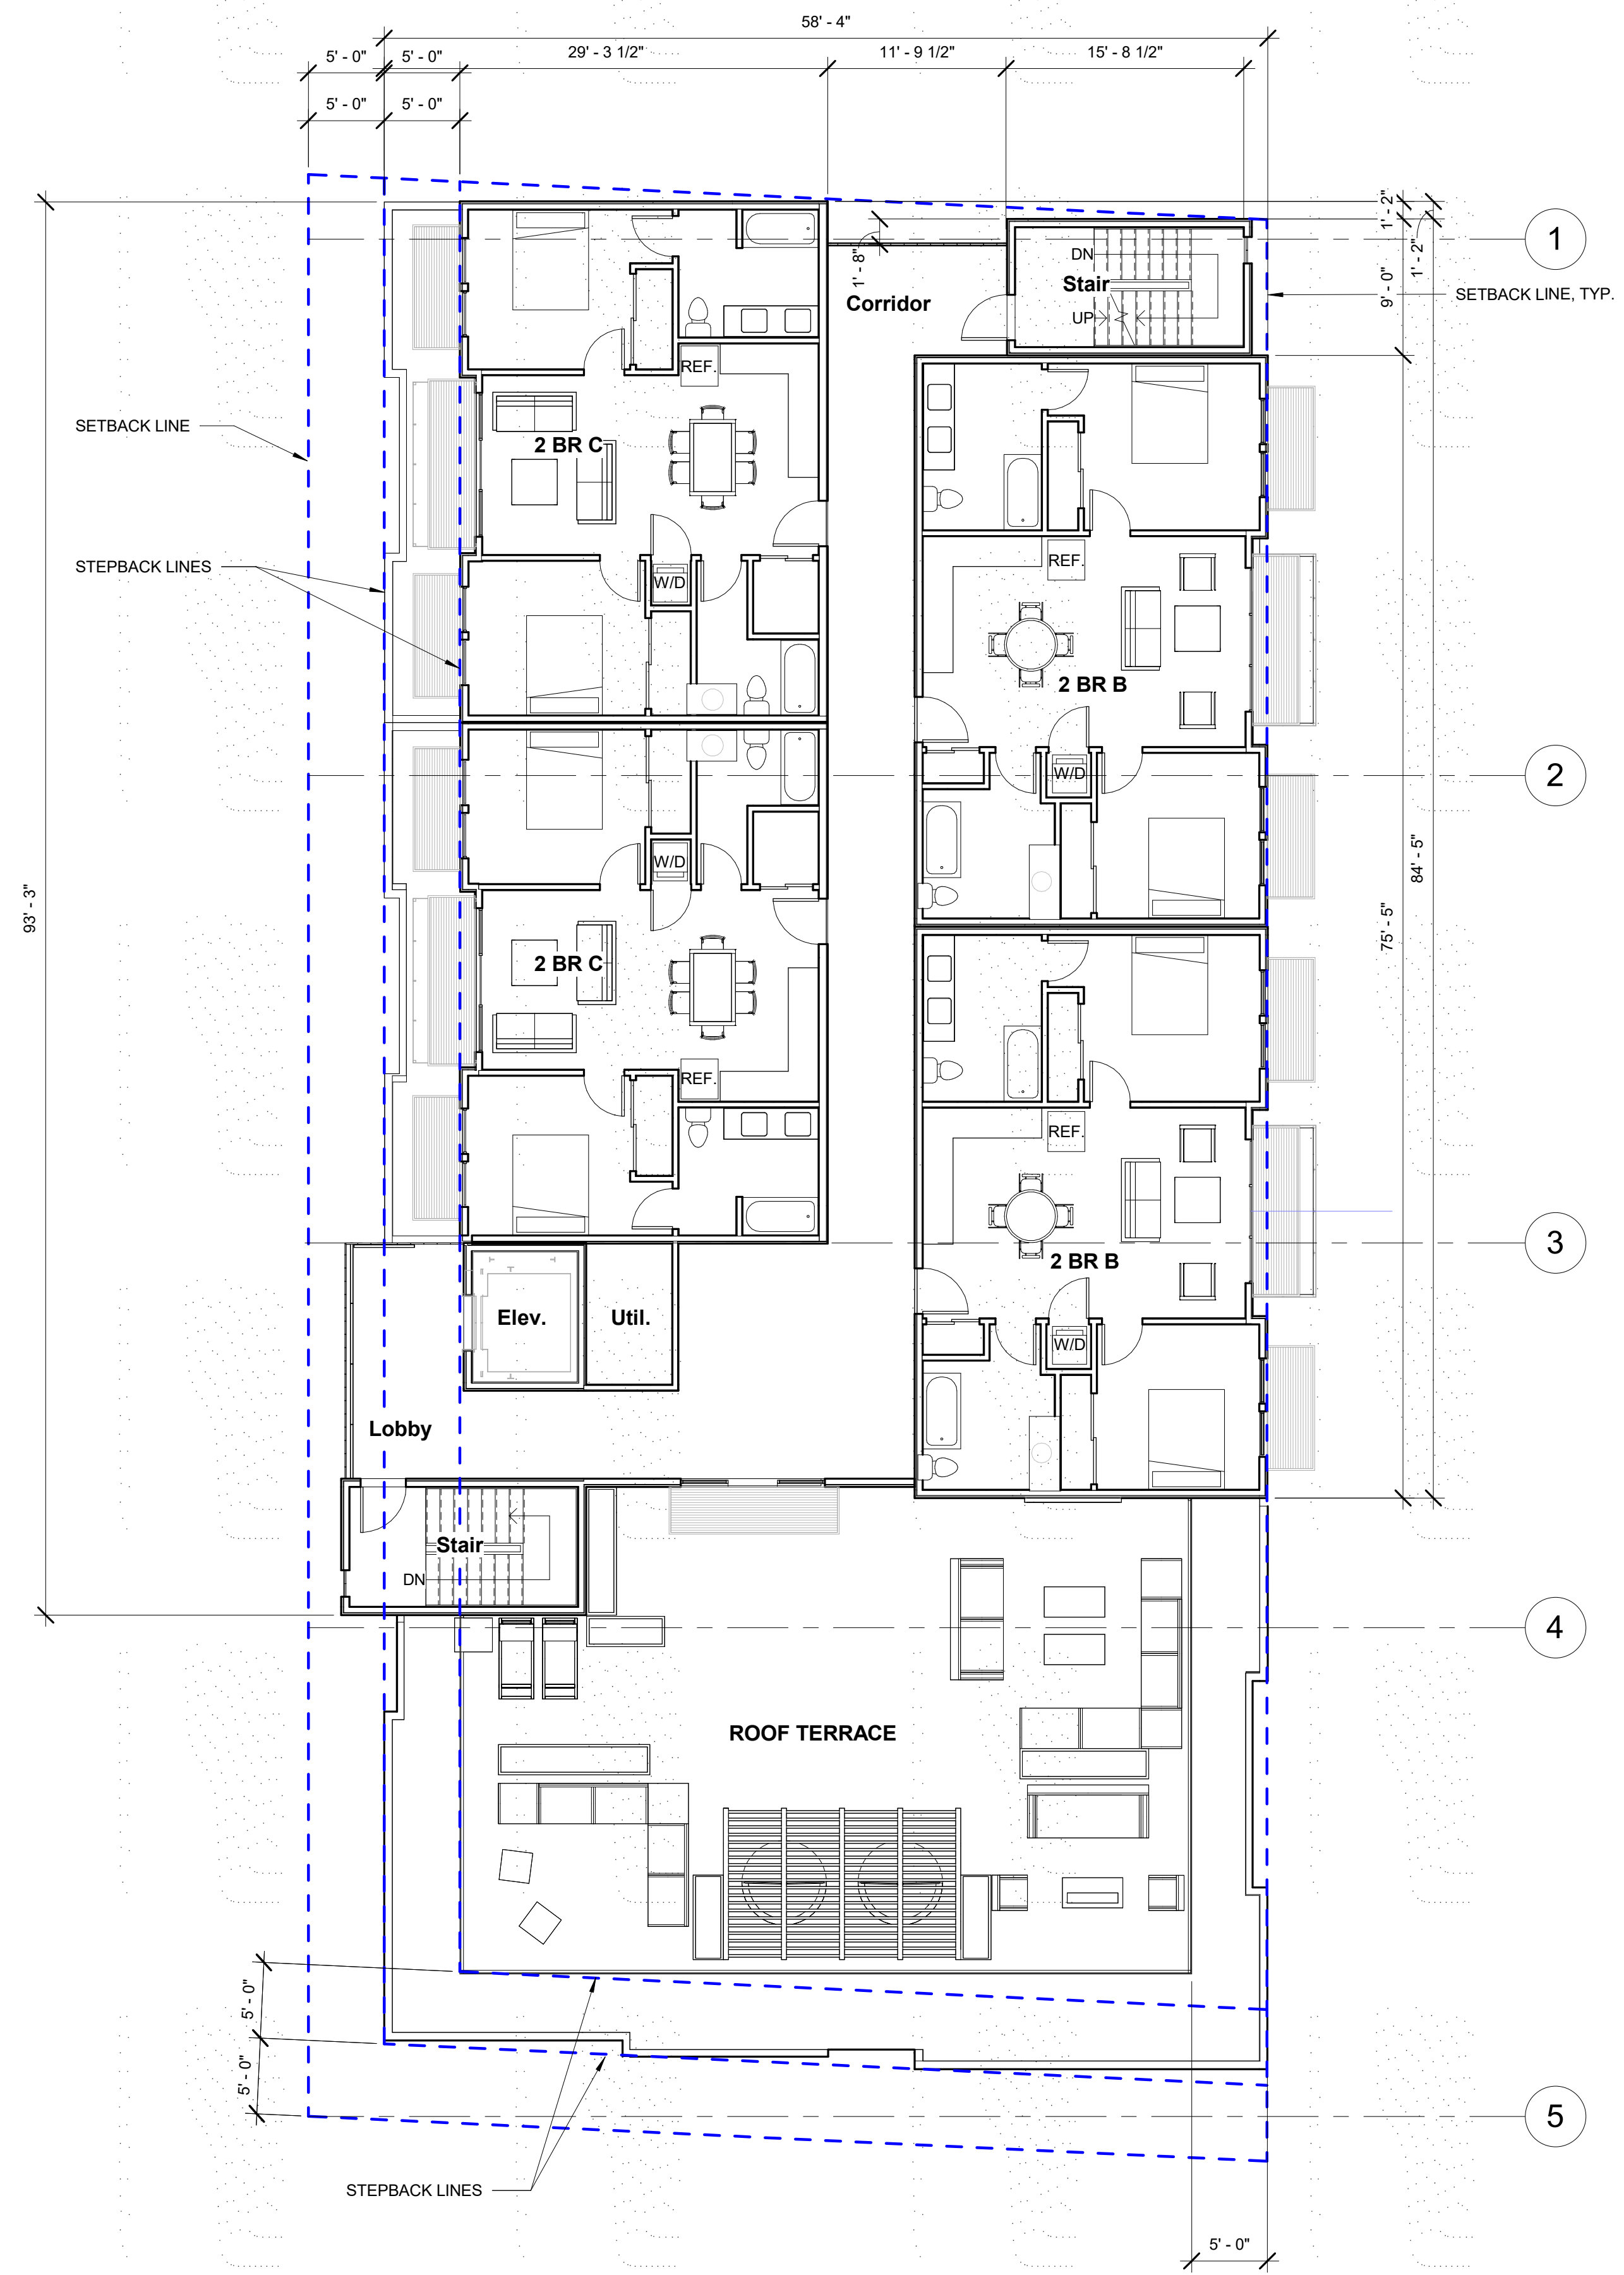 58' - 4"
5' - 0"
5' - 0"
29' - 3 1/2"
11' - 9 1/2"
15' - 8 1/2"
5' - 0"
5' - 0"
1' - 2"
1' - 2"
9' - 0"
1' - 8"
1
DN
Stair
UP
Corridor
SETBACK LINE, TYP.
REF.
SETBACK LINE
2 BR C
STEPBACK LINES
REF.
W/D
2 BR B
W/D
2
84' - 5"
93' - 3"
75' - 5"
W/D
2 BR C
REF.
REF.
3
2 BR B
Elev.
Util.
W/D
Lobby
Stair
DN
4
ROOF TERRACE
5' - 0"
5' - 0"
5
STEPBACK LINES
5' - 0"